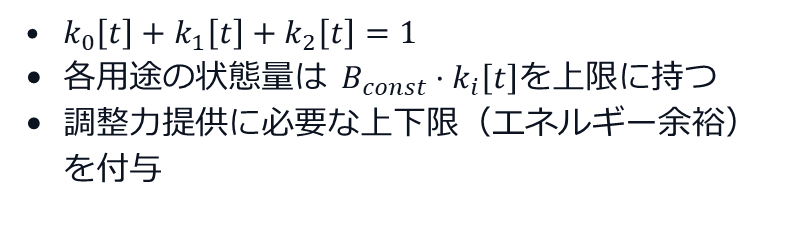 • k₀[t] + k₁[t] + k₂[t] = 1
• 各用途の状態量は B_const · kᵢ[t]を上限に持つ
• 調整力提供に必要な上下限（エネルギー余裕）
を付与